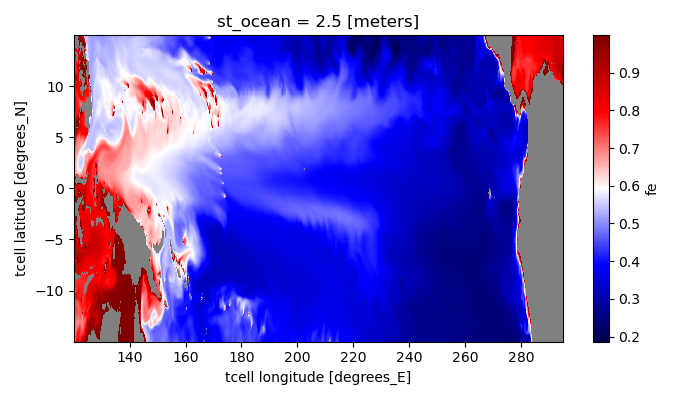 st_ocean = 2.5 [meters]
tcell latitude [degrees_N]
10
5
0
−5
−10
140 160 180 200 220 240 260 280
tcell longitude [degrees_E]
0.9
0.8
0.7
0.6
0.5
0.4
0.3
0.2
fe